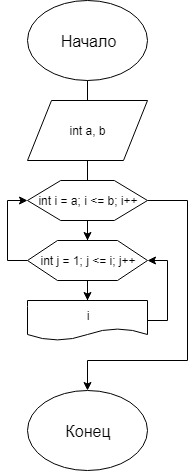 Начало
int a, b
int i = a; i <= b; i++
int j = 1; j <= i; j++
i
Конец